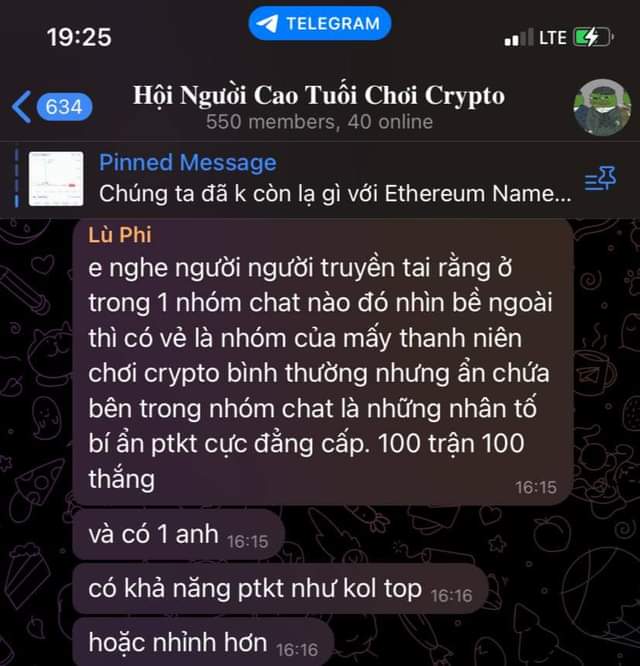 19:25
TELEGRAM
LTE
634
Hội Người Cao Tuổi Chơi Crypto
550 members, 40 online
Pinned Message
Chúng ta đã k còn lạ gì với Ethereum Name...
Lù Phi
e nghe người người truyền tai rằng ở
trong 1 nhóm chat nào đó nhìn bề ngoài
thì có vẻ là nhóm của mấy thanh niên
chơi crypto bình thường nhưng ẩn chứa
bên trong nhóm chat là những nhân tố
bí ẩn ptkt cực đẳng cấp. 100 trận 100
thắng
16:15
và có 1 anh 16:15
có khả năng ptkt như kol top 16:16
hoặc nhỉnh hơn 16:16